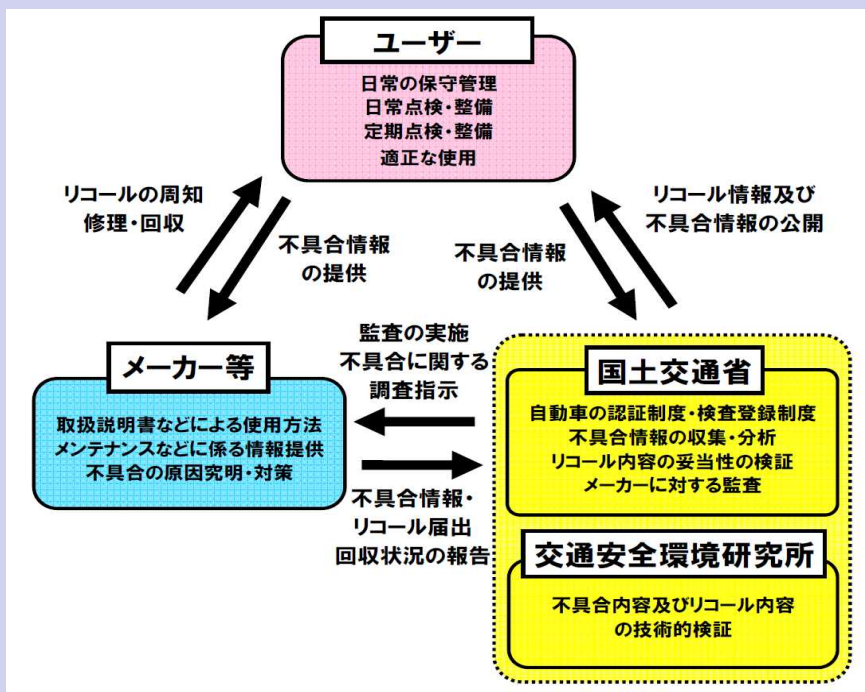 ユーザー
日常の保守管理
日常点検・整備
定期点検・整備
適正な使用
リコールの周知
修理・回収
不具合情報
の提供
不具合情報
の提供
リコール情報及び
不具合情報の公開
監査の実施
不具合に関する
調査指示
メーカー等
取扱説明書などによる使用方法
メンテナンスなどに係る情報提供
不具合の原因究明・対策
不具合情報・
リコール届出
回収状況の報告
国土交通省
自動車の認証制度・検査登録制度
不具合情報の収集・分析
リコール内容の妥当性の検証
メーカーに対する監査
交通安全環境研究所
不具合内容及びリコール内容
の技術的検証